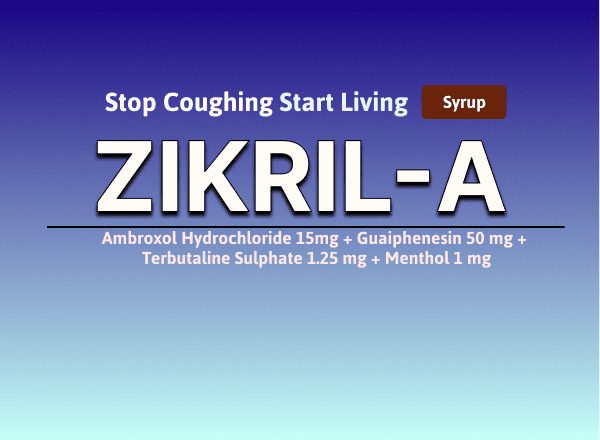 Stop Coughing Start Living Syrup
ZIKRIL-A
Ambroxol Hydrochloride 15mg + Guaiphenesin 50 mg +
Terbutaline Sulphate 1.25 mg + Menthol 1 mg